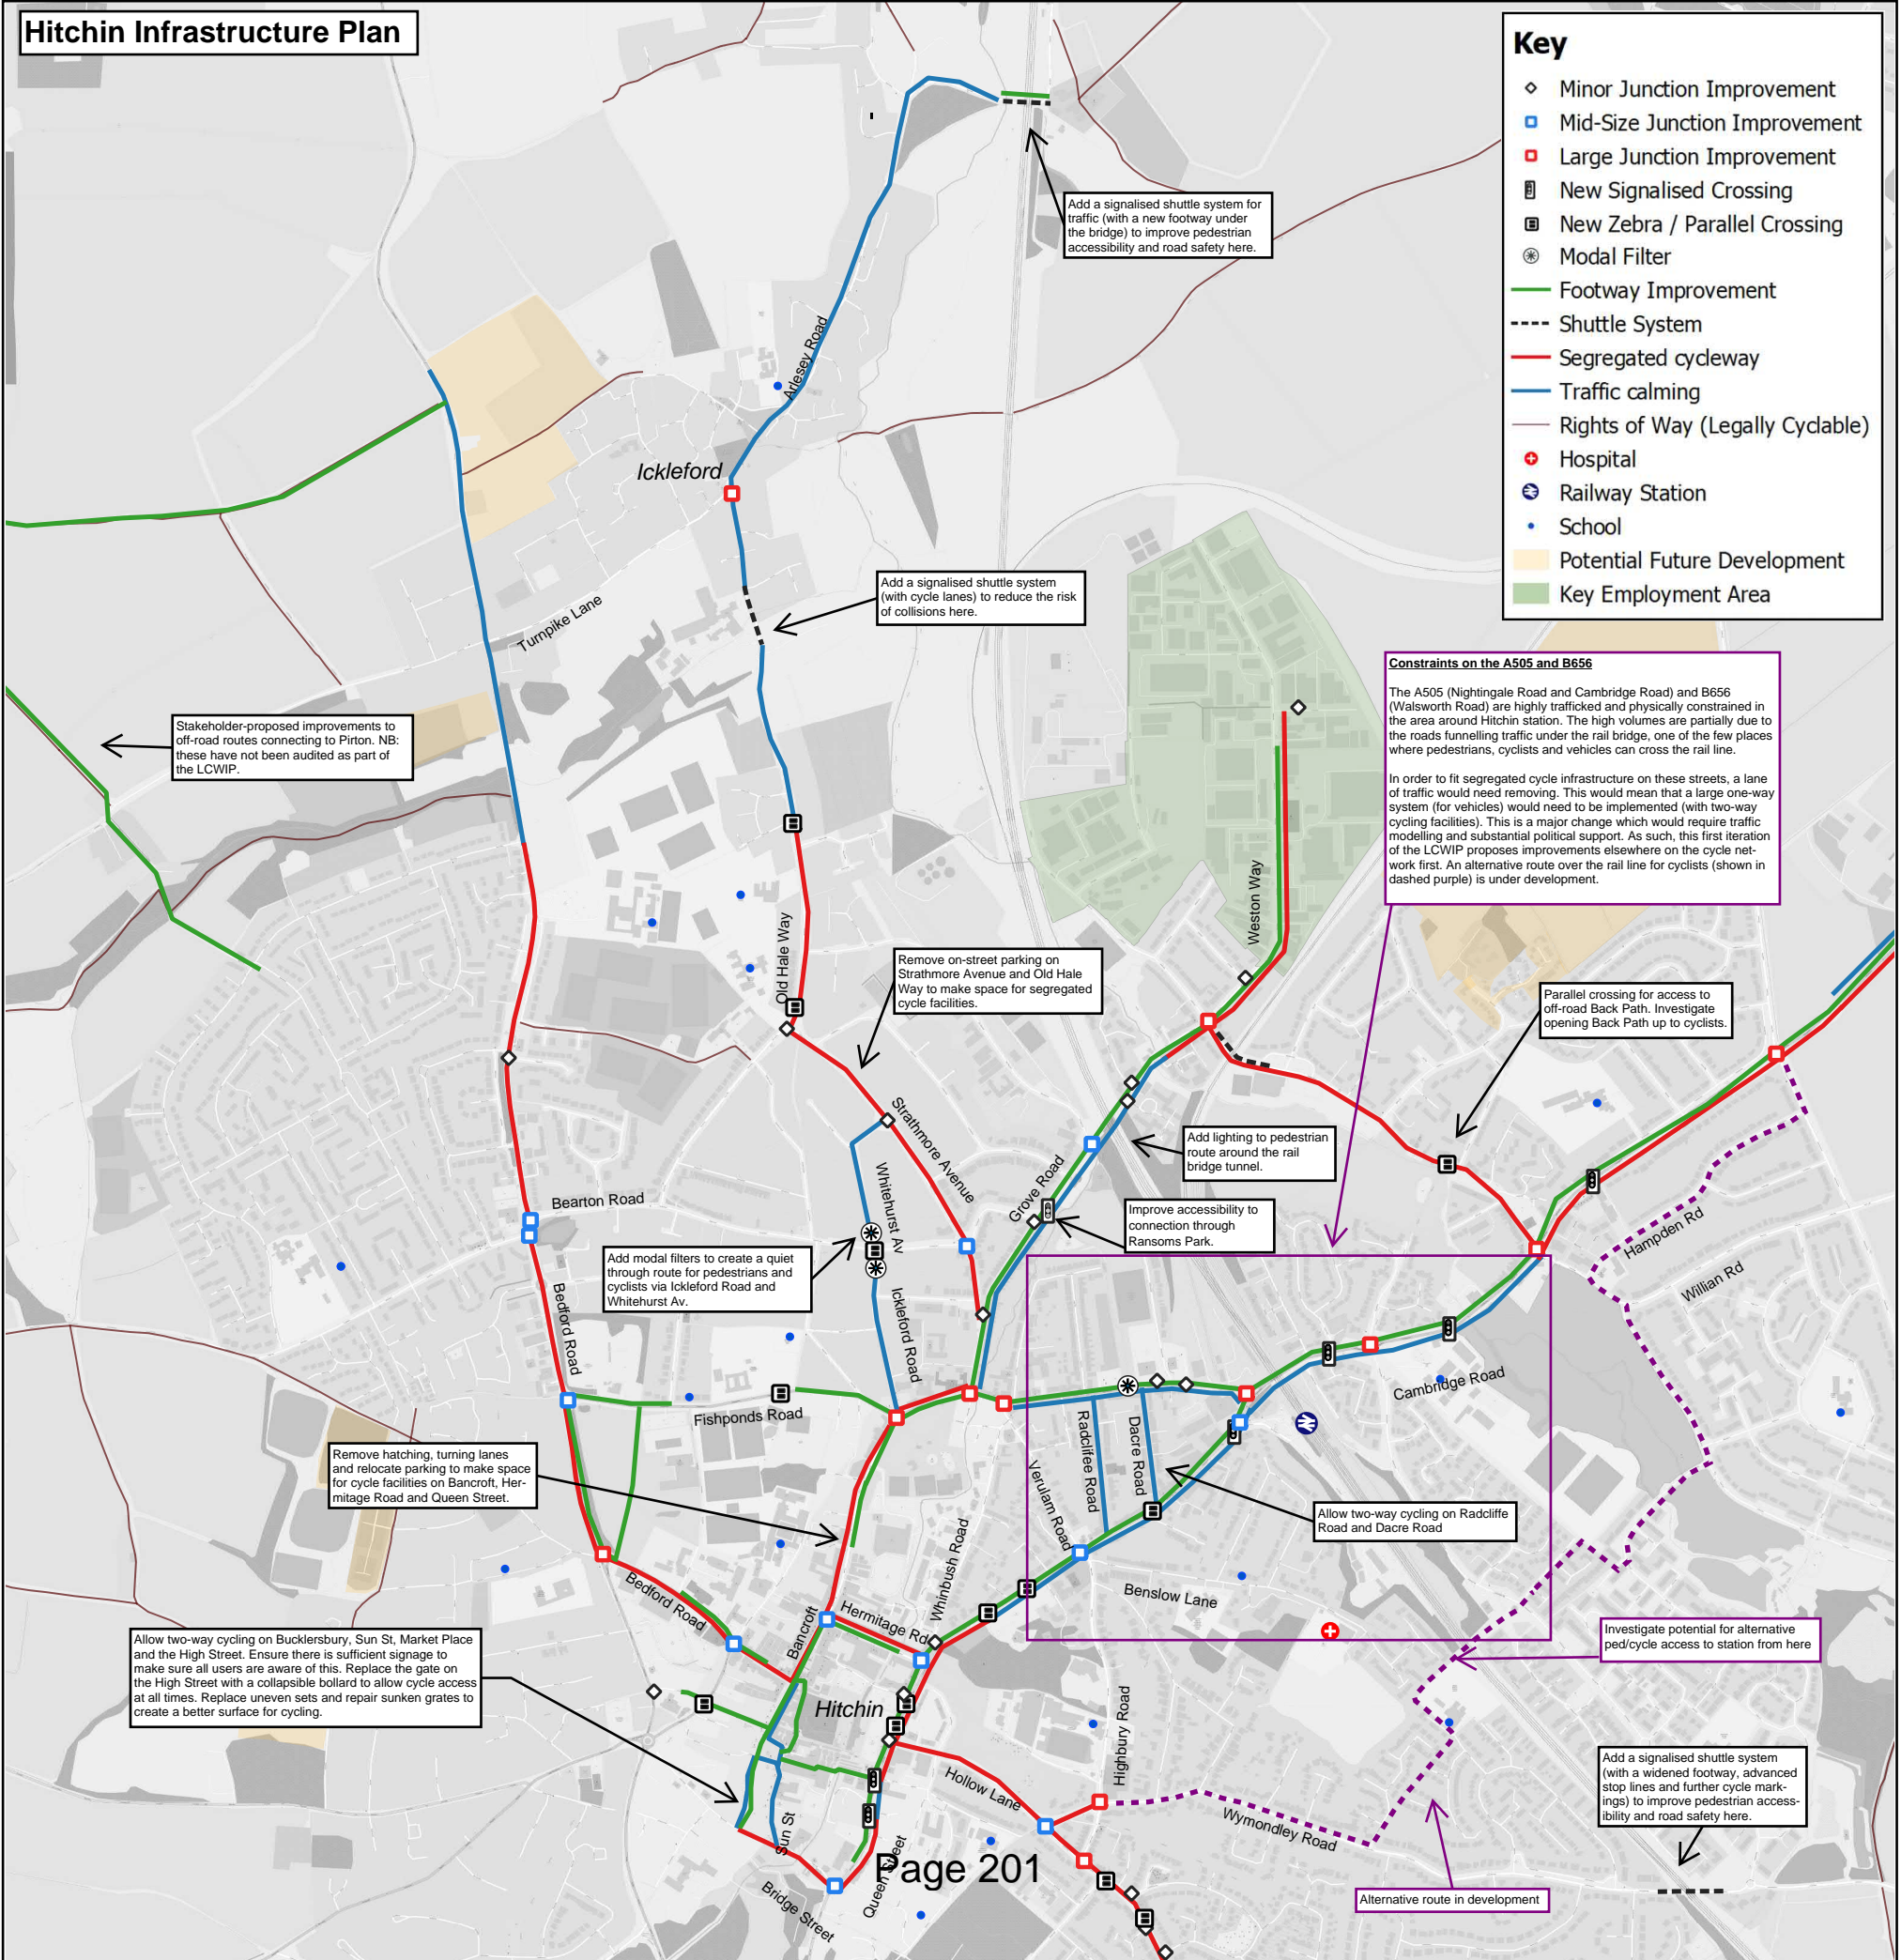 Hitchin Infrastructure Plan
Key
Minor Junction Improvement
Mid-Size Junction Improvement
Large Junction Improvement
New Signalised Crossing
New Zebra / Parallel Crossing
Modal Filter
Footway Improvement
Shuttle System
Segregated cycleway
Traffic calming
Rights of Way (Legally Cyclable)
Hospital
Railway Station
School
Potential Future Development
Key Employment Area
Add a signalised shuttle system for
traffic (with a new footway under
the bridge) to improve pedestrian
accessibility and road safety here.
Arlesey Road
Ickleford
Add a signalised shuttle system
(with cycle lanes) to reduce the risk
of collisions here.
Turnpike Lane
Constraints on the A505 and B656
The A505 (Nightingale Road and Cambridge Road) and B656
(Walsworth Road) are highly trafficked and physically constrained in
the area around Hitchin station. The high volumes are partially due to
the roads funnelling traffic under the rail bridge, one of the few places
where pedestrians, cyclists and vehicles can cross the rail line.
In order to fit segregated cycle infrastructure on these streets, a lane
of traffic would need removing. This would mean that a large one-way
system (for vehicles) would need to be implemented (with two-way
cycling facilities). This is a major change which would require traffic
modelling and substantial political support. As such, this first iteration
of the LCWIP proposes improvements elsewhere on the cycle net-
work first. An alternative route over the rail line for cyclists (shown in
dashed purple) is under development.
Stakeholder-proposed improvements to
off-road routes connecting to Pirton. NB:
these have not been audited as part of
the LCWIP.
Weston Way
Old Hale Way
Remove on-street parking on
Strathmore Avenue and Old Hale
Way to make space for segregated
cycle facilities.
Parallel crossing for access to
off-road Back Path. Investigate
opening Back Path up to cyclists.
Strathmore Avenue
Add lighting to pedestrian
route around the rail
bridge tunnel.
Whitehurst Av
Grove Road
Bearton Road
Improve accessibility to
connection through
Ransoms Park.
Hampden Rd
Willian Rd
Add modal filters to create a quiet
through route for pedestrians and
cyclists via Ickleford Road and
Whitehurst Av.
Bedford Road
Ickleford Road
Cambridge Road
Fishponds Road
Radcliffee Road
Dacre Road
Verulam Road
Remove hatching, turning lanes
and relocate parking to make space
for cycle facilities on Bancroft, Her-
mitage Road and Queen Street.
Allow two-way cycling on Radcliffe
Road and Dacre Road
Whinbush Road
Bedford Road
Bancroft
Hermitage Rd
Benslow Lane
Allow two-way cycling on Bucklersbury, Sun St, Market Place
and the High Street. Ensure there is sufficient signage to
make sure all users are aware of this. Replace the gate on
the High Street with a collapsible bollard to allow cycle access
at all times. Replace uneven sets and repair sunken grates to
create a better surface for cycling.
Investigate potential for alternative
ped/cycle access to station from here
Hitchin
Highbury Road
Hollow Lane
Wymondley Road
Add a signalised shuttle system
(with a widened footway, advanced
stop lines and further cycle mark-
ings) to improve pedestrian access-
ibility and road safety here.
Sun St
Queen Street
Page 201
Bridge Street
Alternative route in development